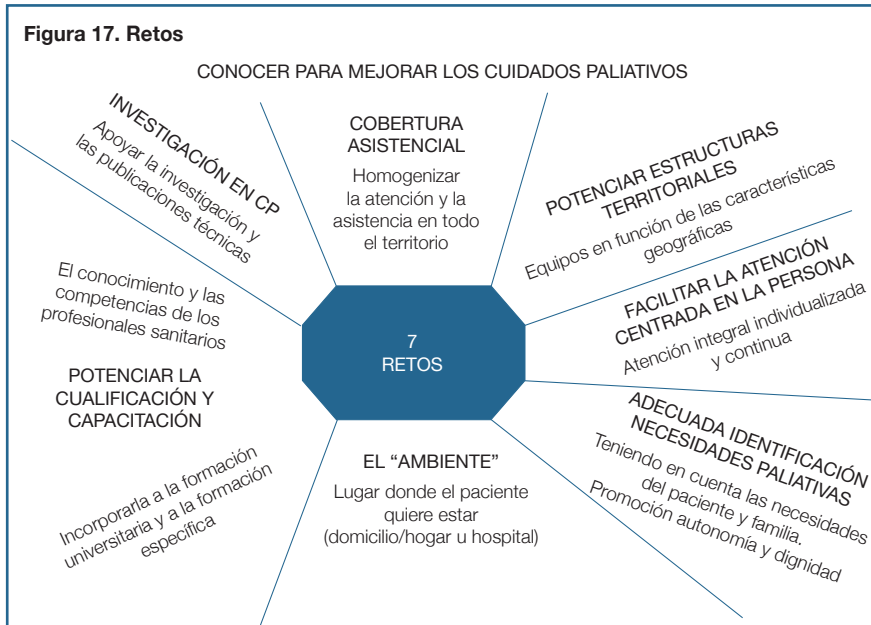 Figura 17. Retos
CONOCER PARA MEJORAR LOS CUIDADOS PALIATIVOS
INVESTIGACIÓN EN CP
Apoyar la investigación y
las publicaciones técnicas
COBERTURA
ASISTENCIAL
Homogenizar
la atención y la
asistencia en todo
el territorio
POTENCIAR ESTRUCTURAS
TERRITORIALES
Equipos en función de las características
geográficas
FACILITAR LA ATENCIÓN
CENTRADA EN LA PERSONA
Atención integral individualizada
y continua
ADECUADA IDENTIFICACIÓN
NECESIDADES PALIATIVAS
Teniendo en cuenta las necesidades
del paciente y familia.
Promoción autonomía y dignidad
EL “AMBIENTE”
Lugar donde el paciente
quiere estar
(domicilio/hogar u hospital)
El conocimiento y las
competencias de los
profesionales sanitarios
POTENCIAR LA
CUALIFICACIÓN Y
CAPACITACIÓN
Incorporarla a la formación
universitaria y a la formación
específica
7
RETOS